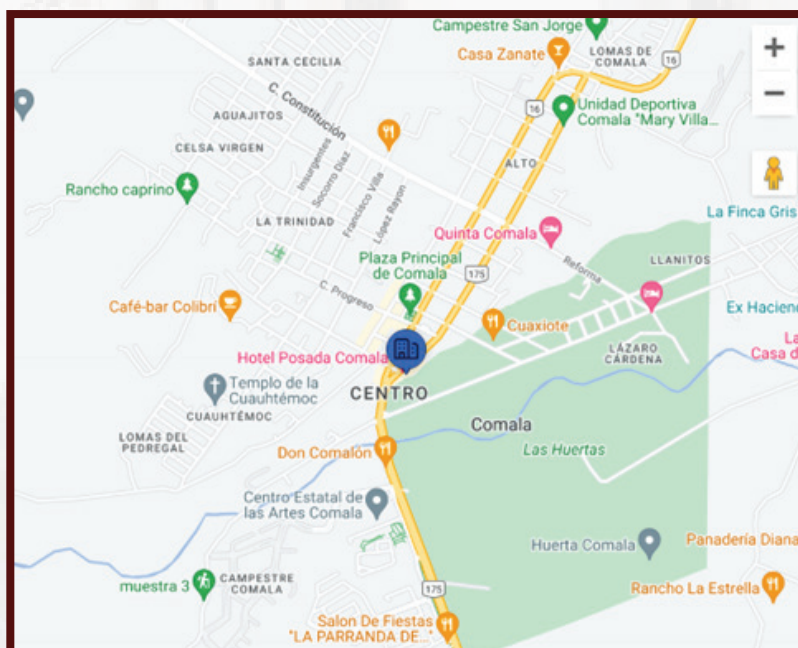 Campestre San Jorge
Casa Zanate
LOMAS DE
COMALA
16
+
−
SANTA CECILIA
C. Constitución
AGUAJITOS
16
Unidad Deportiva
Comala "Mary Villa...
CELSA VIRGEN
Insurgentes
Socorro Díaz
Francisco Villa
López Rayon
ALTO
Rancho caprino
LA TRINIDAD
La Finca Gris
Quinta Comala
Reforma
LLANITOS
Plaza Principal
de Comala
175
C. Progreso
Café-bar Colibri
Cuaxiote
Ex Haciend
LÁZARO
CÁRDENA
La
Casa d
Hotel Posada Comala
CENTRO
Templo de la
Cuauhtémoc
CUAUHTÉMOC
LOMAS DEL
PEDREGAL
Comala
Las Huertas
Don Comalón
Centro Estatal de
las Artes Comala
Huerta Comala
Panadería Diana
muestra 3
CAMPESTRE
COMALA
175
Rancho La Estrella
Salon De Fiestas
"LA PARRANDA DE..."